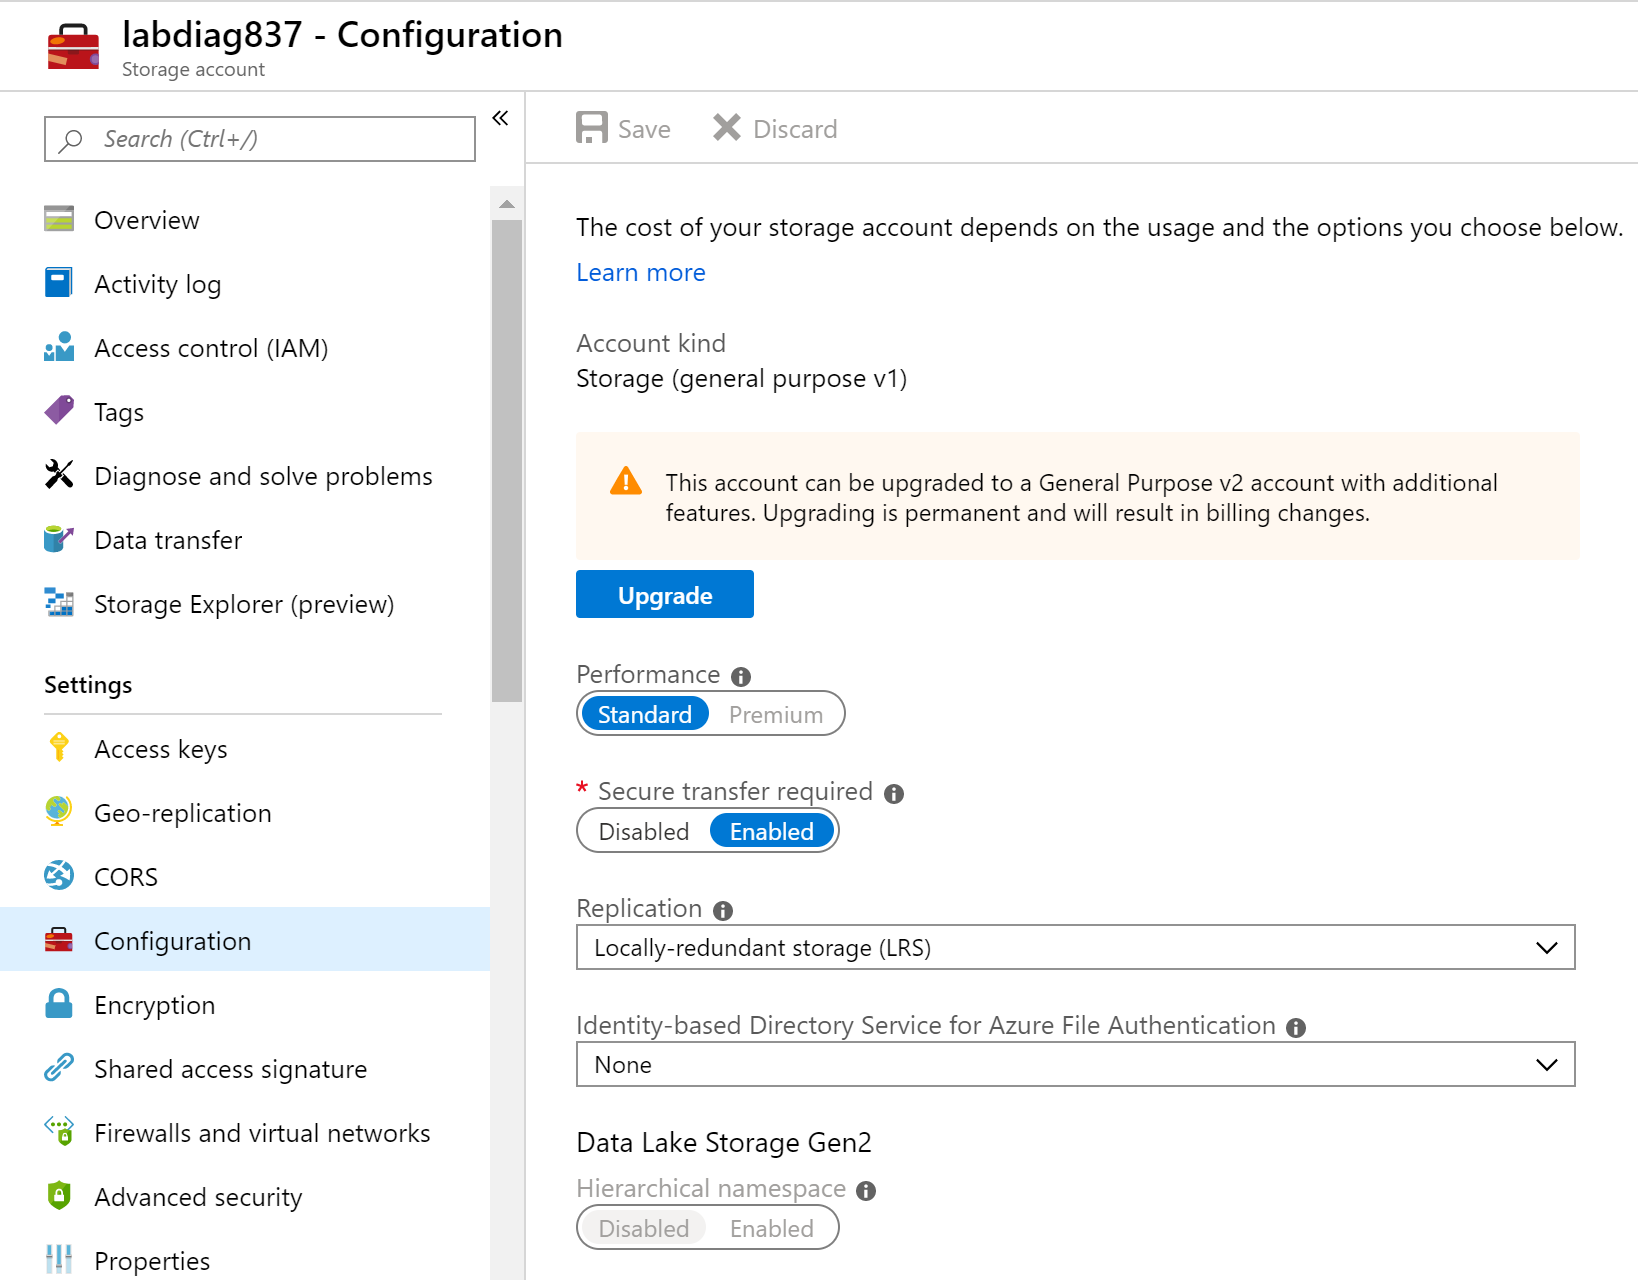 labdiag837 - Configuration
Storage account
Search (Ctrl+/)
Overview
Activity log
Access control (IAM)
Tags
Diagnose and solve problems
Data transfer
Storage Explorer (preview)
Settings
Access keys
Geo-replication
CORS
Configuration
Encryption
Shared access signature
Firewalls and virtual networks
Advanced security
Properties
Save Discard
The cost of your storage account depends on the usage and the options you choose below.
Learn more
Account kind
Storage (general purpose v1)
This account can be upgraded to a General Purpose v2 account with additional
features. Upgrading is permanent and will result in billing changes.
Upgrade
Performance
Standard Premium
* Secure transfer required
Disabled Enabled
Replication
Locally-redundant storage (LRS)
Identity-based Directory Service for Azure File Authentication
None
Data Lake Storage Gen2
Hierarchical namespace
Disabled Enabled